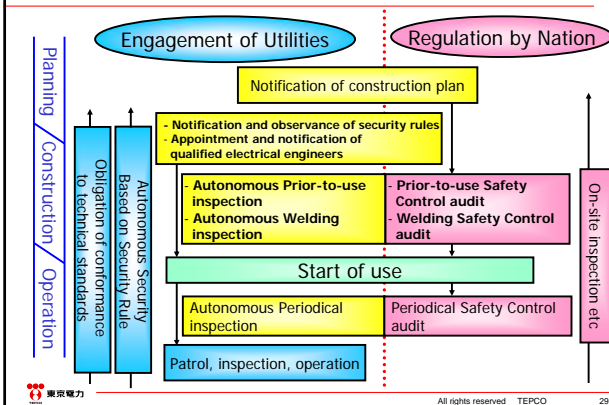 Engagement of Utilities
Regulation by Nation
Planning
Construction
Operation
Obligation of conformance
to technical standards
Autonomous Security
Based on Security Rule
Notification of construction plan
- Notification and observance of security rules
- Appointment and notification of
qualified electrical engineers
- Autonomous Prior-to-use
inspection
- Autonomous Welding
inspection
- Prior-to-use Safety
Control audit
- Welding Safety Control
audit
Start of use
Autonomous Periodical
inspection
Periodical Safety Control
audit
Patrol, inspection, operation
On-site inspection etc
東京電力
TEPCO
All rights reserved TEPCO
29